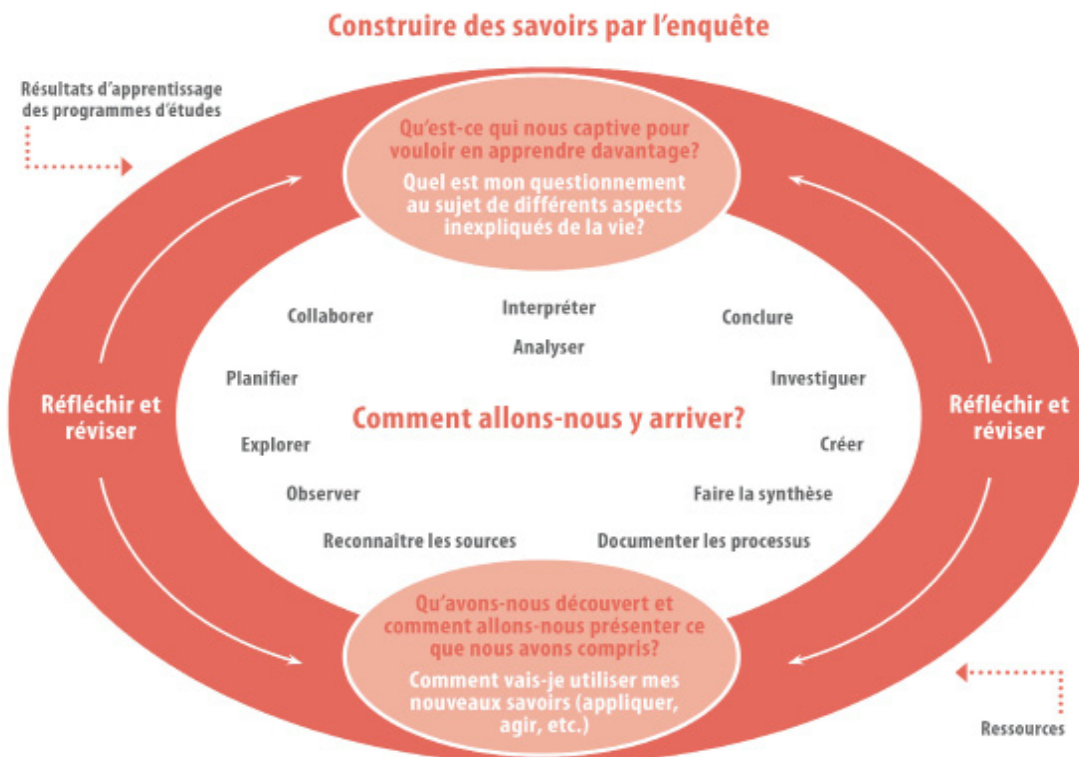 Construire des savoirs par l'enquête
Résultats d'apprentissage
des programmes d'études
Qu'est-ce qui nous captive pour
vouloir en apprendre davantage?
Quel est mon questionnement
au sujet de différents aspects
inexpliqués de la vie?
Collaborer
Interpréter
Conclure
Analyser
Planifier
Investiguer
Réfléchir et
réviser
Comment allons-nous y arriver?
Réfléchir et
réviser
Explorer
Créer
Observer
Faire la synthèse
Reconnaître les sources
Documenter les processus
Qu'avons-nous découvert et
comment allons-nous présenter ce
que nous avons compris?
Comment vais-je utiliser mes
nouveaux savoirs (appliquer,
agir, etc.)
Ressources